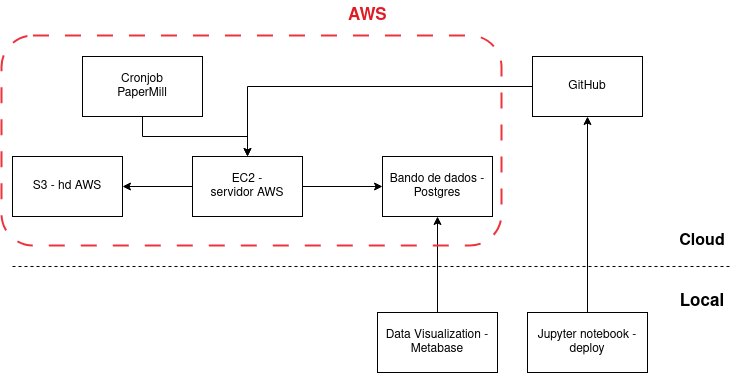 AWS
Cronjob
PaperMill
GitHub
S3 - hd AWS
EC2 -
servidor AWS
Bando de dados -
Postgres
Cloud
Local
Data Visualization -
Metabase
Jupyter notebook -
deploy